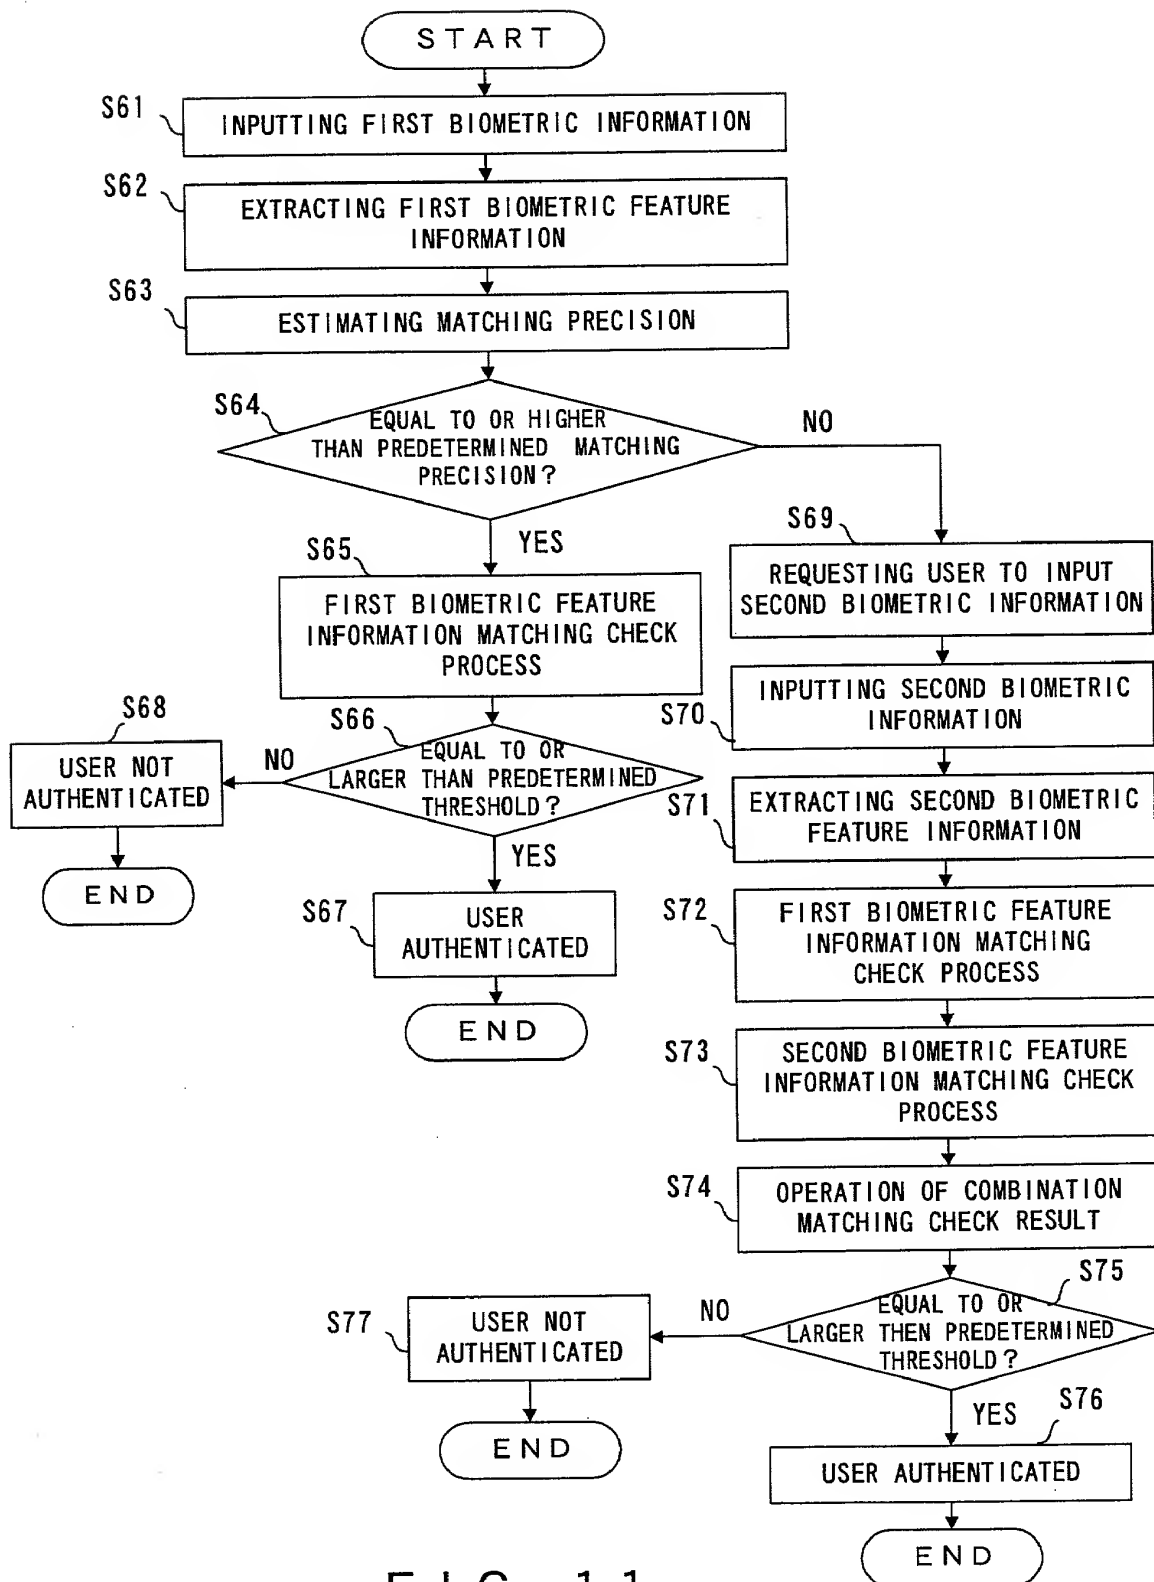 START
S61
INPUTTING FIRST BIOMETRIC INFORMATION
S62
EXTRACTING FIRST BIOMETRIC FEATURE
INFORMATION
S63
ESTIMATING MATCHING PRECISION
S64
EQUAL TO OR HIGHER
THAN PREDETERMINED MATCHING
PRECISION?
NO
YES
S65
FIRST BIOMETRIC FEATURE
INFORMATION MATCHING CHECK
PROCESS
S66
EQUAL TO OR
LARGER THAN PREDETERMINED
THRESHOLD?
NO
S68
USER NOT
AUTHENTICATED
END
YES
S67
USER
AUTHENTICATED
END
S69
REQUESTING USER TO INPUT
SECOND BIOMETRIC INFORMATION
S70
INPUTTING SECOND BIOMETRIC
INFORMATION
S71
EXTRACTING SECOND BIOMETRIC
FEATURE INFORMATION
S72
FIRST BIOMETRIC FEATURE
INFORMATION MATCHING
CHECK PROCESS
S73
SECOND BIOMETRIC FEATURE
INFORMATION MATCHING CHECK
PROCESS
S74
OPERATION OF COMBINATION
MATCHING CHECK RESULT
S75
EQUAL TO OR
LARGER THEN PREDETERMINED
THRESHOLD?
NO
S77
USER NOT
AUTHENTICATED
END
YES
S76
USER AUTHENTICATED
END
FIG. 11